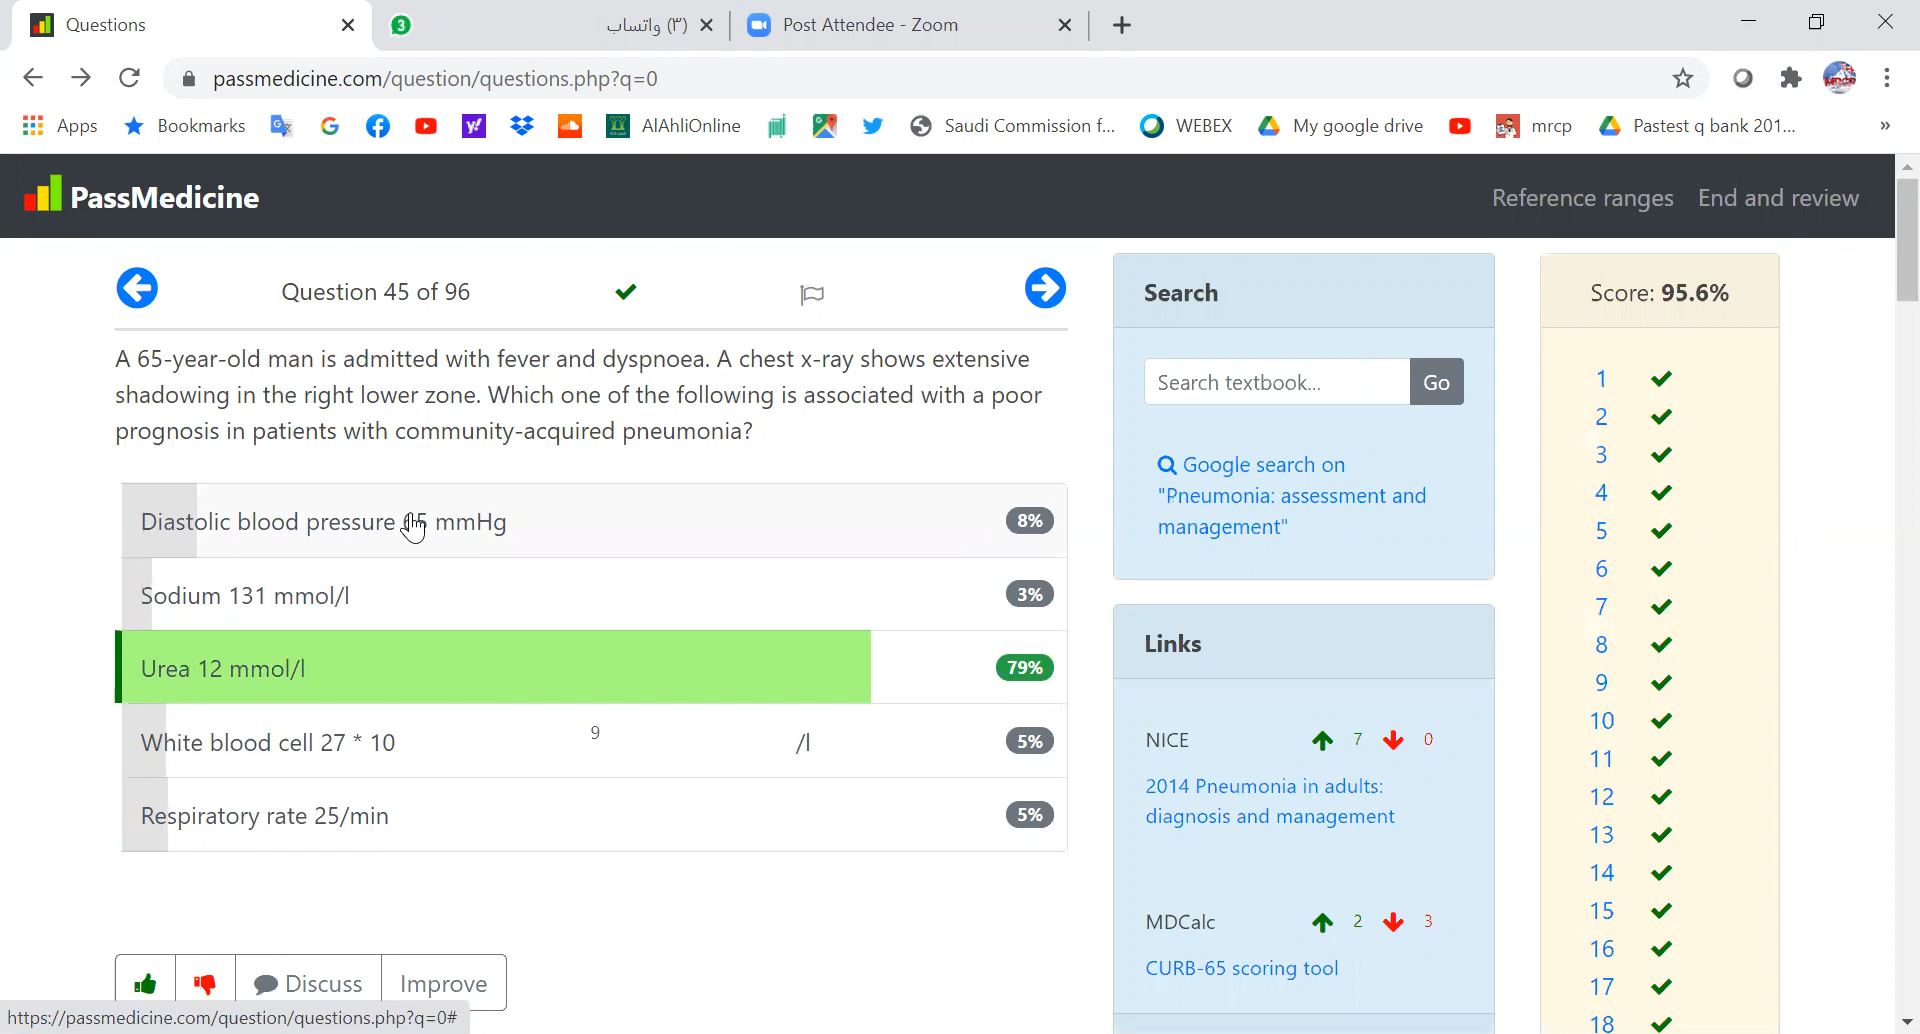 Questions
3
(٣) واتساب
Post Attendee - Zoom
passmedicine.com/question/questions.php?q=0
Apps
Bookmarks
AlAhliOnline
Saudi Commission f...
WEBEX
My google drive
mrcp
Pastest q bank 201...
»
PassMedicine
Reference ranges
End and review
Question 45 of 96
A 65-year-old man is admitted with fever and dyspnoea. A chest x-ray shows extensive
shadowing in the right lower zone. Which one of the following is associated with a poor
prognosis in patients with community-acquired pneumonia?
Diastolic blood pressure mmHg
8%
Sodium 131 mmol/l
3%
Urea 12 mmol/l
79%
White blood cell 27 * 10 9 /l
5%
Respiratory rate 25/min
5%
Discuss
Improve
https://passmedicine.com/question/questions.php?q=0#
Search
Search textbook...
Go
Google search on
"Pneumonia: assessment and
management"
Links
NICE
7
0
2014 Pneumonia in adults:
diagnosis and management
MDCalc
2
3
CURB-65 scoring tool
Score: 95.6%
1
2
3
4
5
6
7
8
9
10
11
12
13
14
15
16
17
18